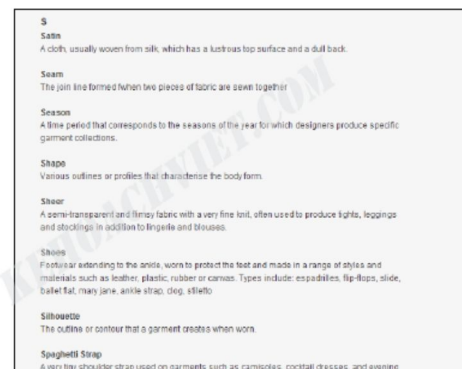 S
Satin
A cloth, usually woven from silk, which has a lustrous top surface and a dull back.
Seam
The join line formed when two pieces of fabric are sewn together
Season
A time period that corresponds to the seasons of the year for which designers produce specific
garment collections.
Shape
Various outlines or profiles that characterise the body form.
Sheer
A semi-transparent and flimsy fabric with a very fine knit, often used to produce tights, leggings
and stockings in addition to lingerie and blouses.
Shoes
Footwear extending to the ankle, worn to protect the feet and made in a range of styles and
materials such as leather, plastic, rubber or canvas. Types include: espadrilles, flip-flops, slide,
ballet flat, mary jane, ankle strap, clog, stiletto
Silhouette
The outline or contour that a garment creates when worn.
Spaghetti Strap
A very tiny shoulder strap used on garments such as camisoles, cocktail dresses, and evening